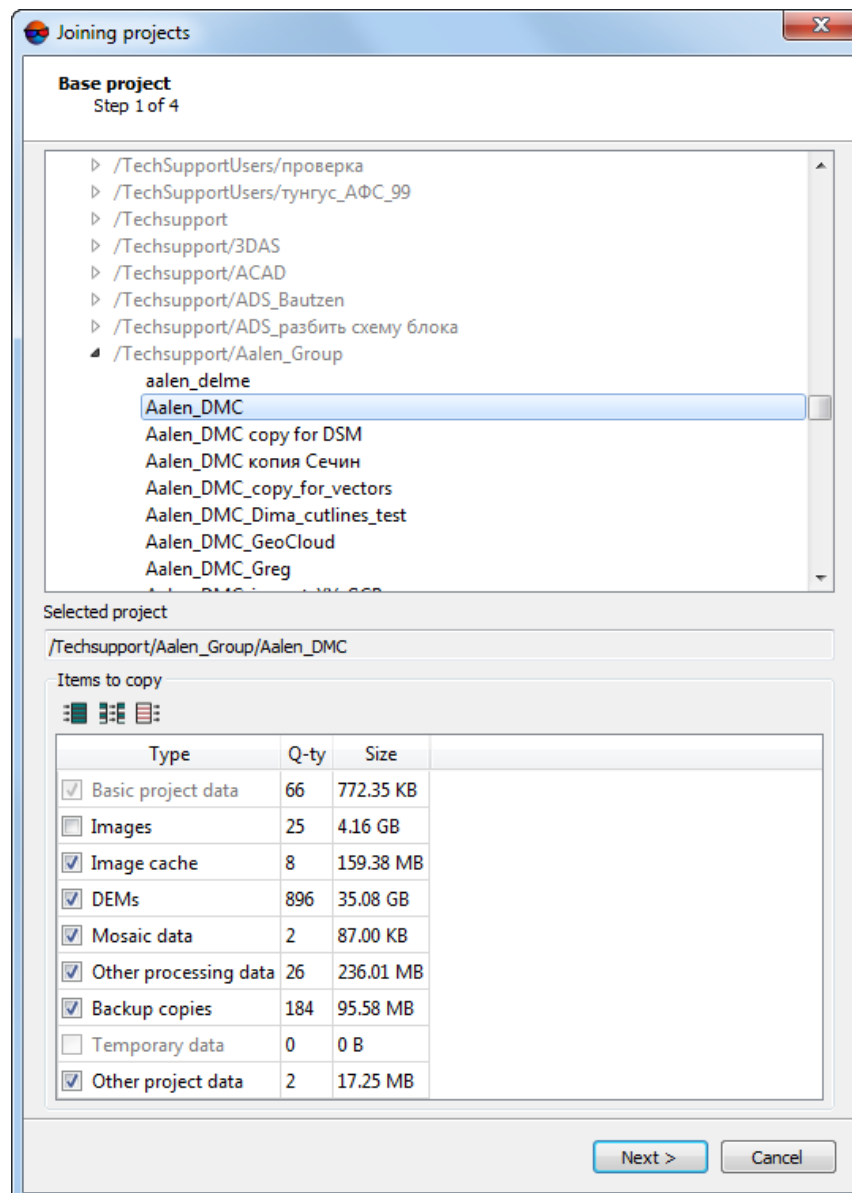 Joining projects
Base project
Step 1 of 4
/TechSupportUsers/проверка
/TechSupportUsers/тунгус_АФС_99
/Techsupport
/Techsupport/3DAS
/Techsupport/ACAD
/Techsupport/ADS_Bautzen
/Techsupport/ADS_разбить схему блока
/Techsupport/Aalen_Group
aalen_delme
Aalen_DMC
Aalen_DMC copy for DSM
Aalen_DMC копия Сечин
Aalen_DMC_copy_for_vectors
Aalen_DMC_Dima_cutlines_test
Aalen_DMC_GeoCloud
Aalen_DMC_Greg
Selected project
/Techsupport/Aalen_Group/Aalen_DMC
Items to copy
Type Q-ty Size
Basic project data 66 772.35 KB
Images 25 4.16 GB
Image cache 8 159.38 MB
DEMs 896 35.08 GB
Mosaic data 2 87.00 KB
Other processing data 26 236.01 MB
Backup copies 184 95.58 MB
Temporary data 0 0 B
Other project data 2 17.25 MB
Next > Cancel